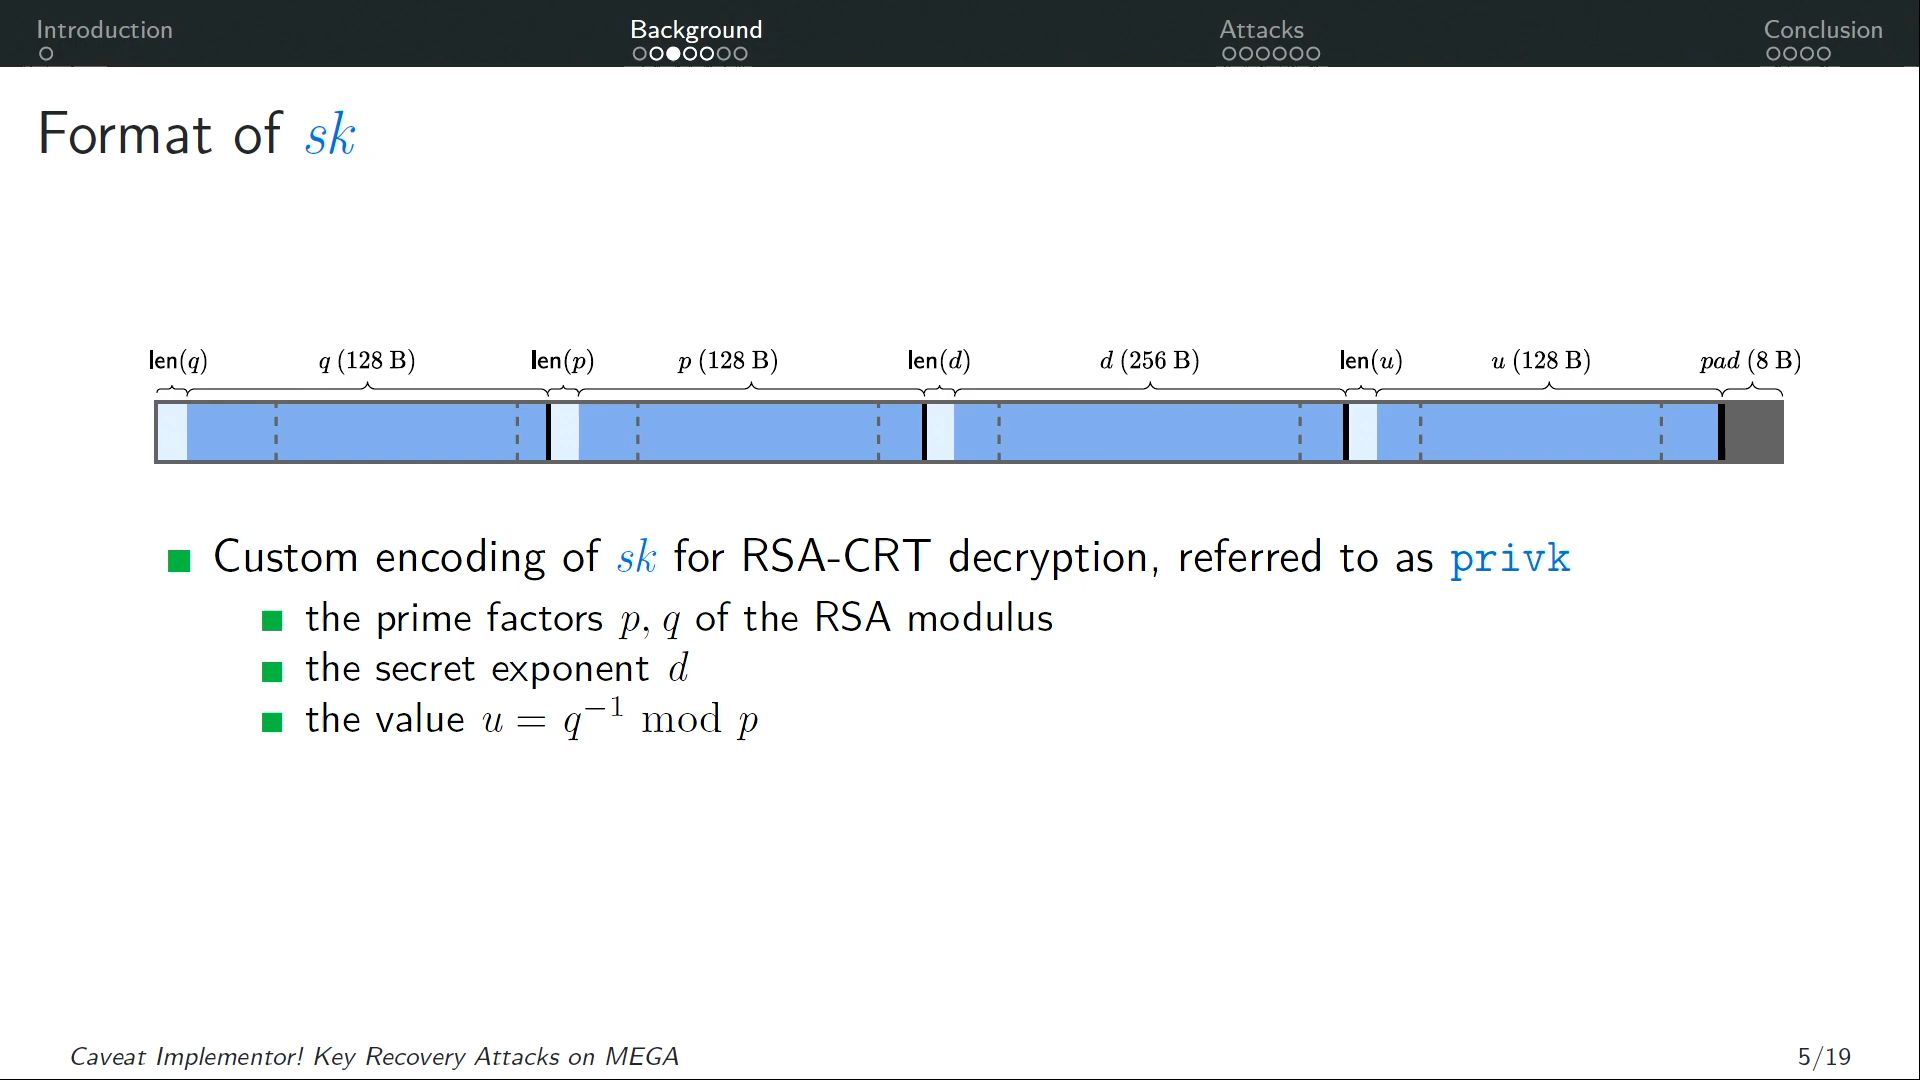 Introduction
Background
Attacks
Conclusion
Format of sk
len(q) q (128 B) len(p) p (128 B) len(d) d (256 B) len(u) u (128 B) pad (8 B)
Custom encoding of sk for RSA-CRT decryption, referred to as privk
the prime factors p, q of the RSA modulus
the secret exponent d
the value u = q⁻¹ mod p
Caveat Implementor! Key Recovery Attacks on MEGA
5/19